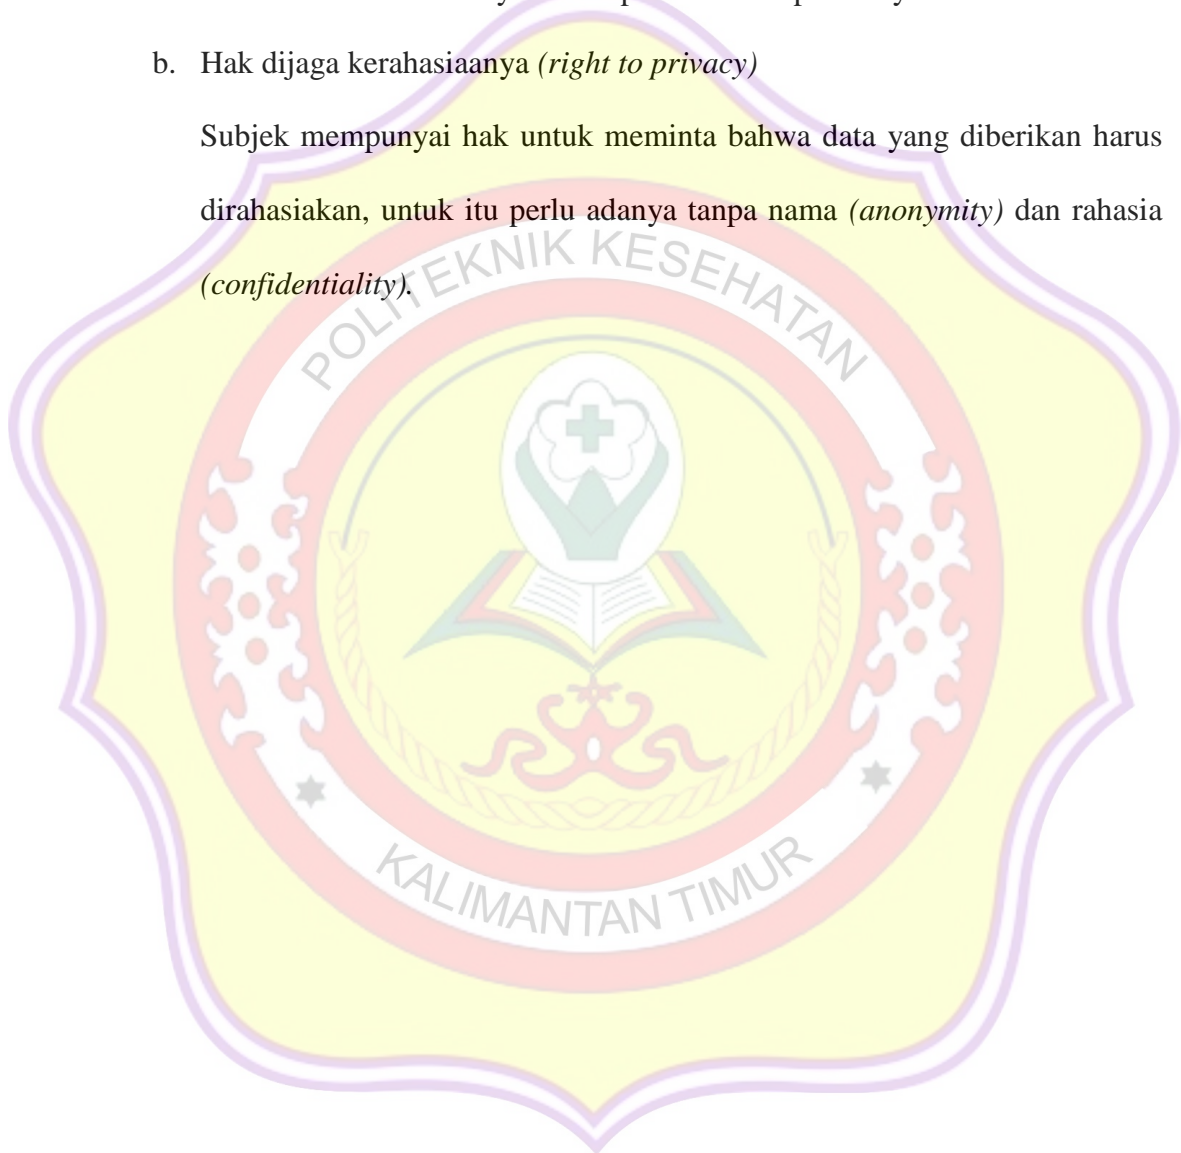 b. Hak dijaga kerahasiaanya (right to privacy)
Subjek mempunyai hak untuk meminta bahwa data yang diberikan harus
dirahasiakan, untuk itu perlu adanya tanpa nama (anonymity) dan rahasia
(confidentiality).
POLITEKNIK KESEHATAN
KALIMANTAN TIMUR